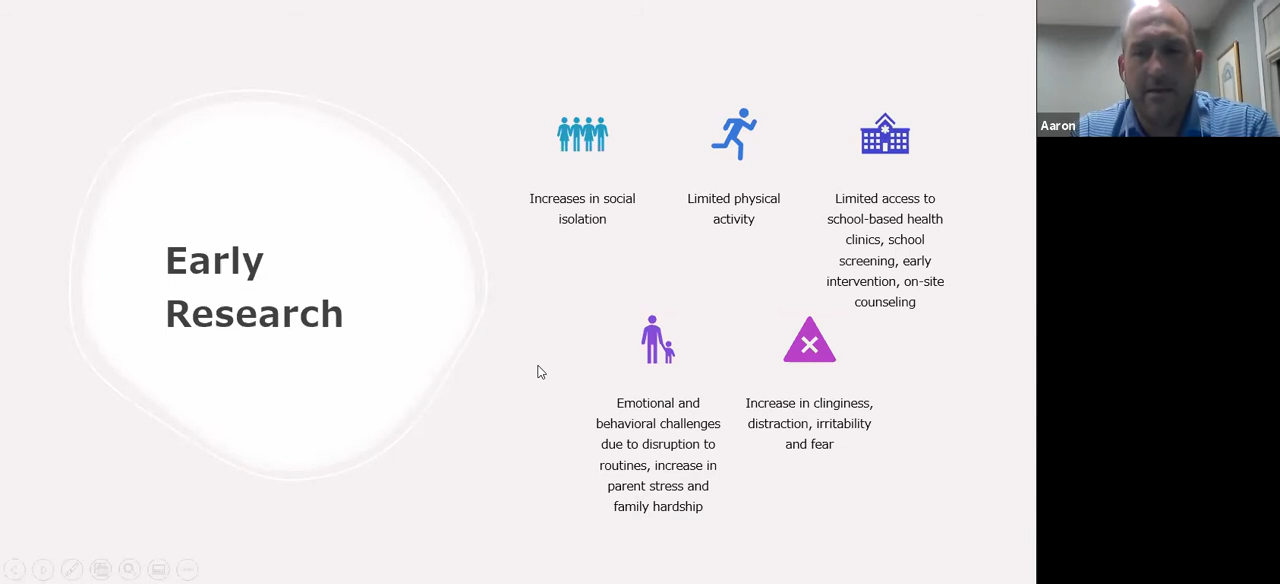 Early
Research
Increases in social
isolation
Limited physical
activity
Limited access to
school-based health
clinics, school
screening, early
intervention, on-site
counseling
Emotional and
behavioral challenges
due to disruption to
routines, increase in
parent stress and
family hardship
Increase in clinginess,
distraction, irritability
and fear
Aaron